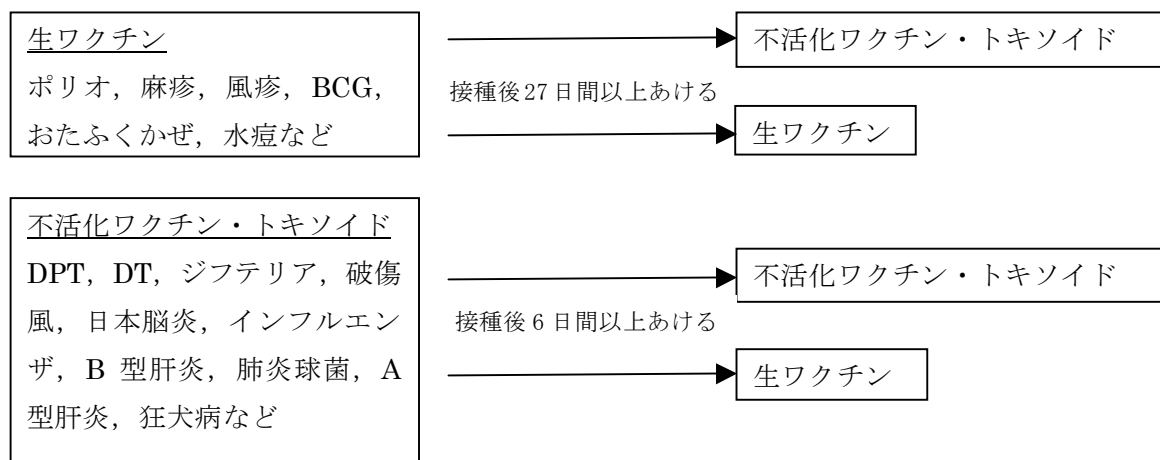 生ワクチン
ポリオ，麻疹，風疹，BCG，
おたふくかぜ，水痘など
不活化ワクチン・トキソイド
接種後27日間以上あける
生ワクチン
不活化ワクチン・トキソイド
DPT，DT，ジフテリア，破傷
風，日本脳炎，インフルエン
ザ，B 型肝炎，肺炎球菌，A
型肝炎，狂犬病など
不活化ワクチン・トキソイド
接種後 6 日間以上あける
生ワクチン